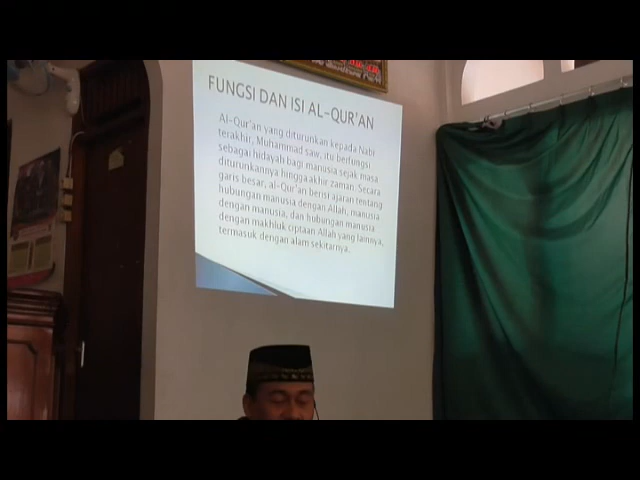 FUNGSI DAN ISI AL-QUR'AN
Al-Qur'an yang diturunkan kepada Nabi
terakhir, Muhammad saw, itu berfungsi
sebagai hidayah bagi manusia sejak masa
diturunkannya hingga akhir zaman. Secara
garis besar, al-Qur'an berisi ajaran tentang
hubungan manusia dengan Allah, manusia
dengan manusia, dan hubungan manusia
dengan makhluk ciptaan Allah yang lainnya,
termasuk dengan alam sekitarnya.